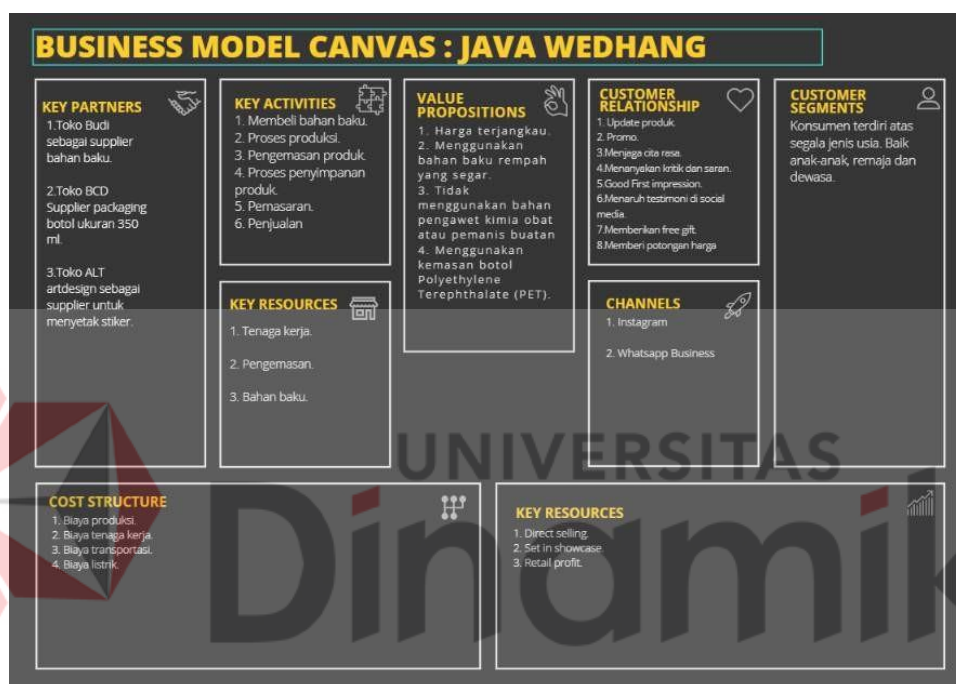 BUSINESS MODEL CANVAS : JAVA WEDHANG
KEY PARTNERS
1.Toko Budi
sebagai supplier
bahan baku.
2.Toko BCD
Supplier packaging
botol ukuran 350
ml.
3.Toko ALT
artdesign sebagai
supplier untuk
menyetak stiker.
KEY ACTIVITIES
1. Membeli bahan baku.
2. Proses produksi.
3. Pengemasan produk.
4. Proses penyimpanan
produk.
5. Pemasaran.
6. Penjualan
KEY RESOURCES
1. Tenaga kerja.
2. Pengemasan.
3. Bahan baku.
VALUE
PROPOSITIONS
1. Harga terjangkau.
2. Menggunakan
bahan baku rempah
yang segar.
3. Tidak
menggunakan bahan
pengawet kimia obat
atau pemanis buatan
4. Menggunakan
kemasan botol
Polyethylene
Terephthalate (PET).
CUSTOMER
RELATIONSHIP
1. Update produk.
2. Promo.
3.Menjaga cita rasa.
4.Menanyakan kritik dan saran.
5.Good First impression.
6.Menaruh testimoni di social
media.
7.Memberikan free gift.
8.Memberi potongan harga
CHANNELS
1. Instagram
2. Whatsapp Business
CUSTOMER
SEGMENTS
Konsumen terdiri atas
segala jenis usia. Baik
anak-anak, remaja dan
dewasa.
COST STRUCTURE
1. Biaya produksi.
2. Biaya tenaga kerja.
3. Biaya transportasi.
4. Biaya listrik.
KEY RESOURCES
1. Direct selling.
2. Set in showcase.
3. Retail profit.
UNIVERSITAS
Dinamik